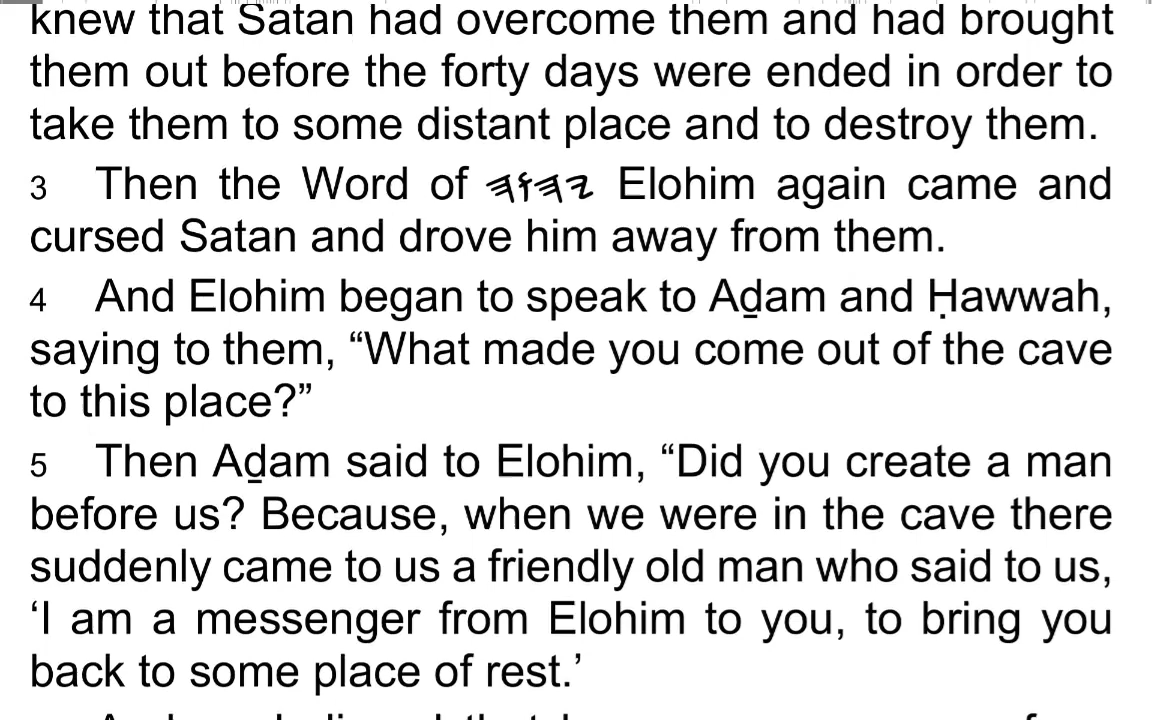 knew that Satan had overcome them and had brought
them out before the forty days were ended in order to
take them to some distant place and to destroy them.
3 Then the Word of 𐤉𐤄𐤅𐤄 Elohim again came and
cursed Satan and drove him away from them.
4 And Elohim began to speak to Aḏam and Ḥawwah,
saying to them, “What made you come out of the cave
to this place?”
5 Then Aḏam said to Elohim, “Did you create a man
before us? Because, when we were in the cave there
suddenly came to us a friendly old man who said to us,
‘I am a messenger from Elohim to you, to bring you
back to some place of rest.’